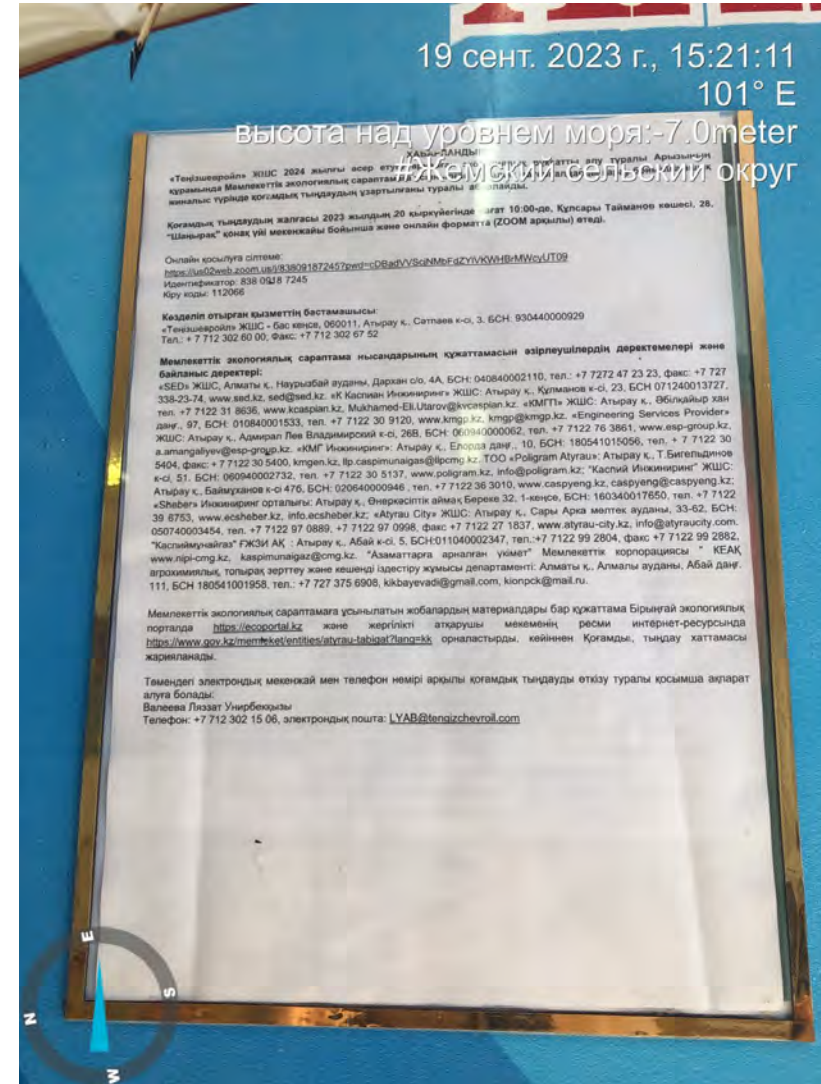 19 сент. 2023 г., 15:21:11
101° E
высота над уровнем моря:-7.0meter
#Жемский сельский округ
«Теңізшевройл» ЖШС 2024 жылғы әсер алу туралы Арызының
құрамында Мемлекеттік экологиялық
жиналыс түрінде қоғамдық тыңдаудың ұзартылғаны туралы
Қоғамдық тыңдаудың жалғасы 2023 жылдың 20 қыркүйегінде сағат 10:00-де, Құлсары Тайманов көшесі, 28,
"Шаңырақ" қонақ үйі мекенжайы бойынша және онлайн форматта (ZOOM арқылы) өтеді.
Онлайн қосылуға сілтеме:
https://us02web.zoom.us/j/83809187245?pwd=cDBadVYSciNMbFdZYiVKWHBrMWcyUT09
Идентификатор: 838 0918 7245
Кіру коды: 112066
Көзделіп отырған қызметтің бастамашысы:
«Теңізшевройл» ЖШС - бас кеңсе, 060011, Атырау қ., Сатпаев к-сі, 3. БСН: 930440000929
Тел.: + 7 712 302 60 00; Факс: +7 712 302 67 52
Мемлекеттік экологиялық сараптама нысандарының құжаттамасын әзірлеушілердің деректемелері және
байланыс деректері:
«SED» ЖШС, Алматы қ., Наурызбай ауданы, Дархан с/о, 4А, БСН: 040840002110, тел.: +7 7272 47 23 23, факс: +7 727
338-23-74, www.sed.kz, sed@sed.kz. «К Каспиан Инжиниринг» ЖШС: Атырау қ., Құлманов к-сі, 23, БСН 071240013727,
тел. +7 7122 31 8636, www.kcaspian.kz, Mukhamed-Eli.Utarov@kvcaspian.kz. «КМГП» ЖШС: Атырау қ., Әбілқайыр хан
даңғ., 97, БСН: 010840001533, тел. +7 7122 30 9120, www.kmgp.kz, kmgp@kmgp.kz. «Engineering Services Provider»
ЖШС: Атырау қ., Адмирал Лев Владимирский к-сі, 26В, БСН: 060940000062, тел. +7 7122 76 3861, www.esp-group.kz,
a.amangaliyev@esp-group.kz. «КМГ Инжиниринг»: Атырау қ., Елорда даңғ., 10, БСН: 180541015056, тел. + 7 7122 30
5404, факс: +7 7122 30 5400, kmgen.kz, llp.caspimunaigas@llpcmg.kz. ТОО «Poligram Atyrau»: Атырау қ., Т.Бигельдинов
к-сі, 51. БСН: 060940002732, тел. +7 7122 30 5137, www.poligram.kz, info@poligram.kz; "Каспий Инжиниринг" ЖШС:
Атырау қ., Баймұханов к-сі 47б, БСН: 020640000946 , тел. +7 7122 36 3010, www.caspyeng.kz, caspyeng@caspyeng.kz;
«Sheber» Инжиниринг орталығы: Атырау қ., Өнеркәсіптік аймақ Береке 32, 1-кеңсе, БСН: 160340017650, тел. +7 7122
39 6753, www.ecsheber.kz, info.ecsheber.kz; «Atyrau City» ЖШС: Атырау қ., Сары Арка мөлтек ауданы, 33-62, БСН:
050740003454, тел. +7 7122 97 0889, +7 7122 97 0998, факс +7 7122 27 1837, www.atyrau-city.kz, info@atyraucity.com.
"Каспиймұнайгаз" ҒЖЗИ АҚ : Атырау қ., Абай к-сі, 5, БСН:011040002347, тел.:+7 7122 99 2804, факс +7 7122 99 2882,
www.nipi-cmg.kz, kaspimunaigaz@cmg.kz. "Азаматтарға арналған үкімет" Мемлекеттік корпорациясы " КЕАҚ
агрохимиялық, топырақ зерттеу және кешенді іздестіру жұмысы департаменті: Алматы қ., Алмалы ауданы, Абай даңғ.
111, БСН 180541001958, тел.: +7 727 375 6908, kikbayevadi@gmail.com, kionpck@mail.ru.
Мемлекеттік экологиялық сараптамаға ұсынылатын жобалардың материалдары бар құжаттама Бірыңғай экологиялық
порталда https://ecoportal.kz және жергілікті атқарушы мекеменің ресми интернет-ресурсында
https://www.gov.kz/memleket/entities/atyrau-tabigat?lang=kk орналастырды, кейіннен Қоғамды, тыңдау хаттамасы
жарияланады.
Төмендегі электрондық мекенжай мен телефон немірі арқылы қоғамдық тыңдауды өткізу туралы қосымша ақпарат
алуға болады:
Валеева Ляззат Унирбекқызы
Телефон: +7 712 302 15 06, электрондық пошта: LYAB@tengizchevroil.com
E
S
W
N